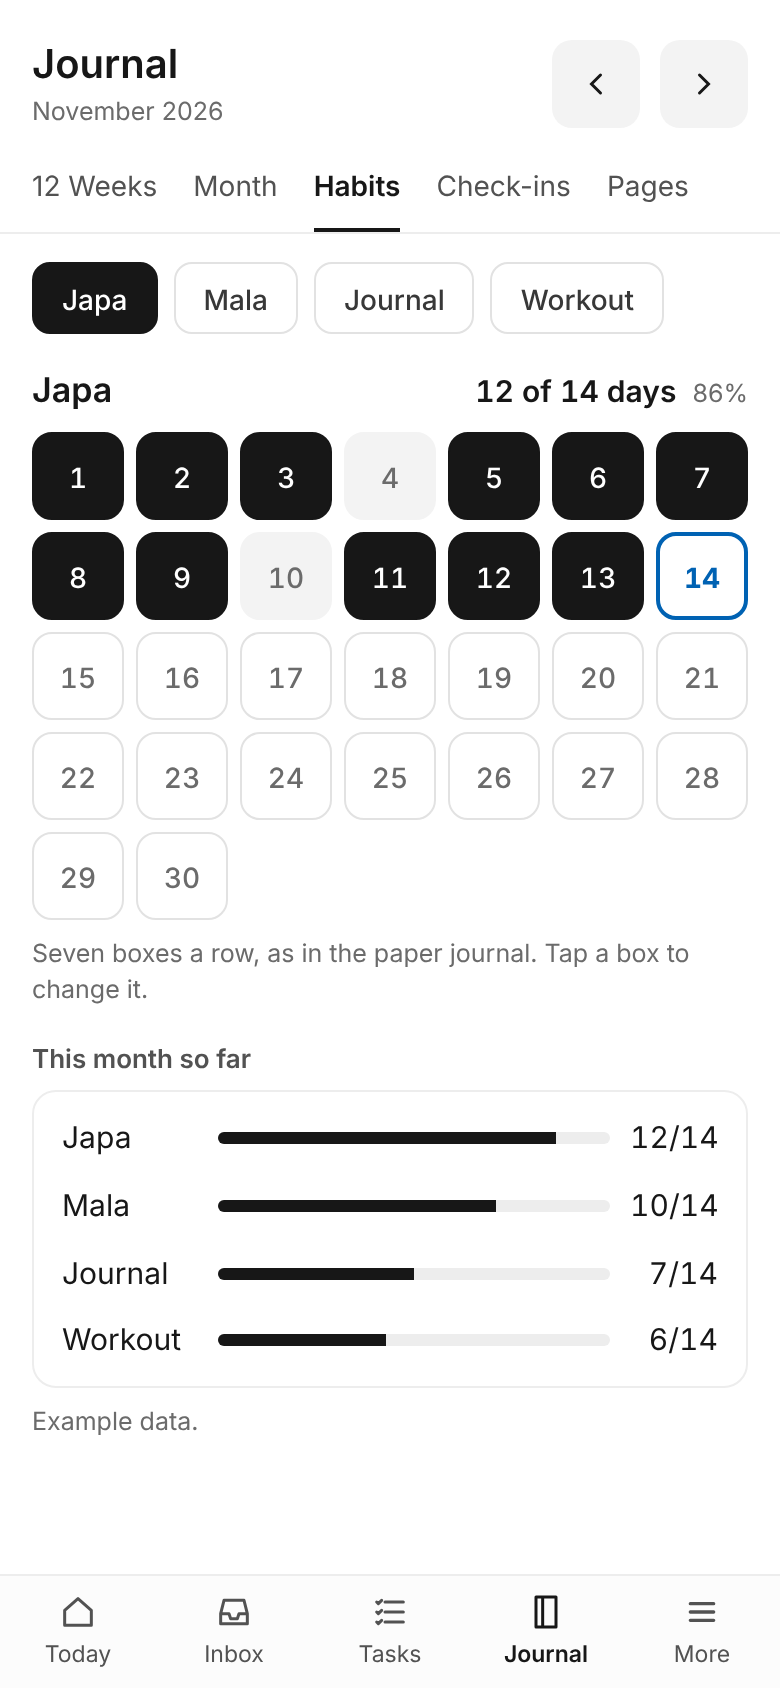 Journal
November 2026
12 Weeks Month Habits Check-ins Pages
Japa Mala Journal Workout
Japa 12 of 14 days 86%
1 2 3 4 5 6 7
8 9 10 11 12 13 14
15 16 17 18 19 20 21
22 23 24 25 26 27 28
29 30
Seven boxes a row, as in the paper journal. Tap a box to
change it.
This month so far
Japa 12/14
Mala 10/14
Journal 7/14
Workout 6/14
Example data.
Today Inbox Tasks Journal More